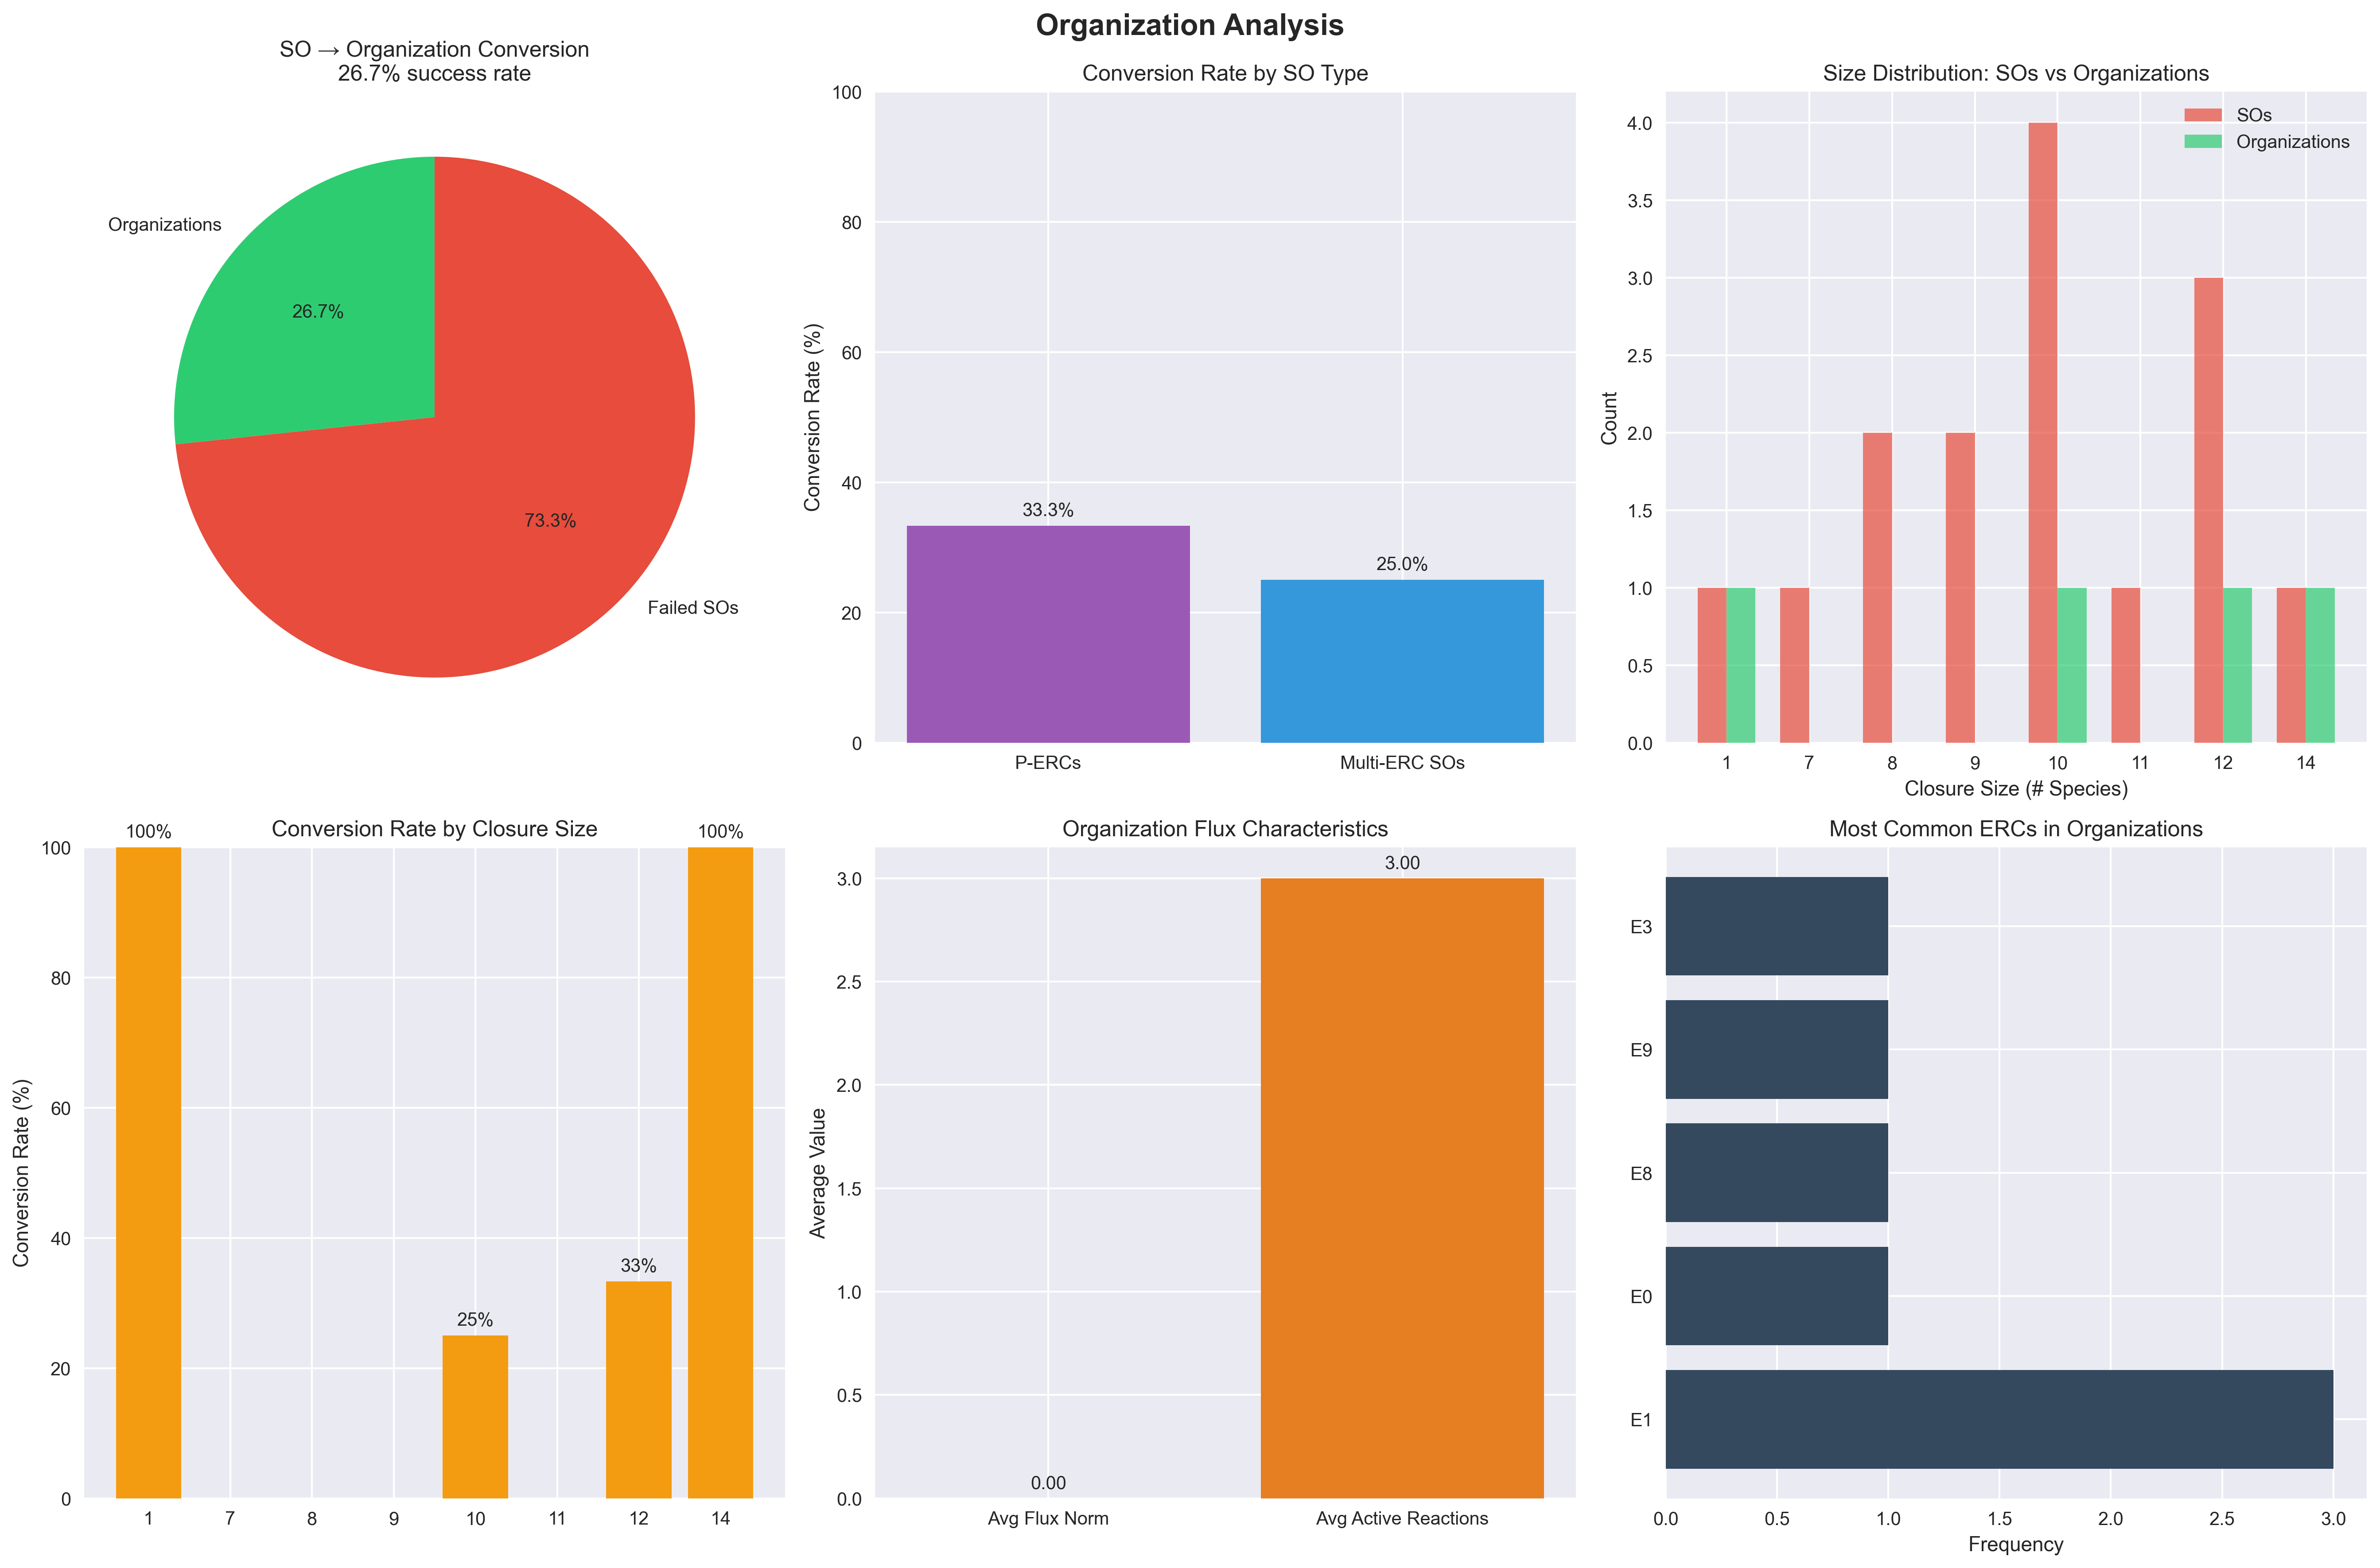 Organization Analysis
SO → Organization Conversion
26.7% success rate
Organizations
26.7%
73.3%
Failed SOs
Conversion Rate by SO Type
Conversion Rate (%)
100
80
60
40
20
0
33.3%
25.0%
P-ERCs
Multi-ERC SOs
Size Distribution: SOs vs Organizations
SOs
Organizations
Count
4.0
3.5
3.0
2.5
2.0
1.5
1.0
0.5
0.0
1 7 8 9 10 11 12 14
Closure Size (# Species)
Conversion Rate by Closure Size
Conversion Rate (%)
100
80
60
40
20
0
100%
25%
33%
100%
1 7 8 9 10 11 12 14
Organization Flux Characteristics
Average Value
3.0
2.5
2.0
1.5
1.0
0.5
0.0
0.00
3.00
Avg Flux Norm
Avg Active Reactions
Most Common ERCs in Organizations
E3
E9
E8
E0
E1
0.0 0.5 1.0 1.5 2.0 2.5 3.0
Frequency